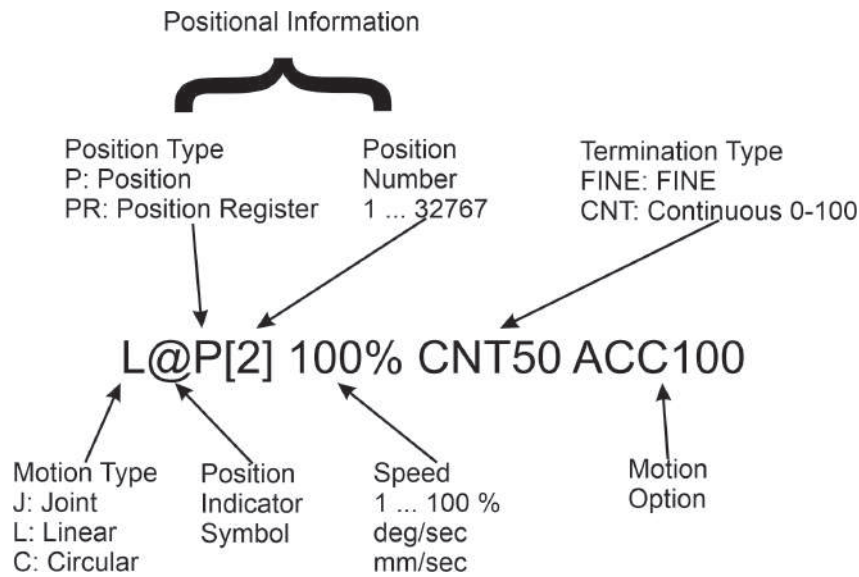 Positional Information
Position Type
P: Position
PR: Position Register
Position
Number
1 ... 32767
Termination Type
FINE: FINE
CNT: Continuous 0-100
L@P[2] 100% CNT50 ACC100
Motion Type
J: Joint
L: Linear
C: Circular
Position
Indicator
Symbol
Speed
1 ... 100 %
deg/sec
mm/sec
Motion
Option